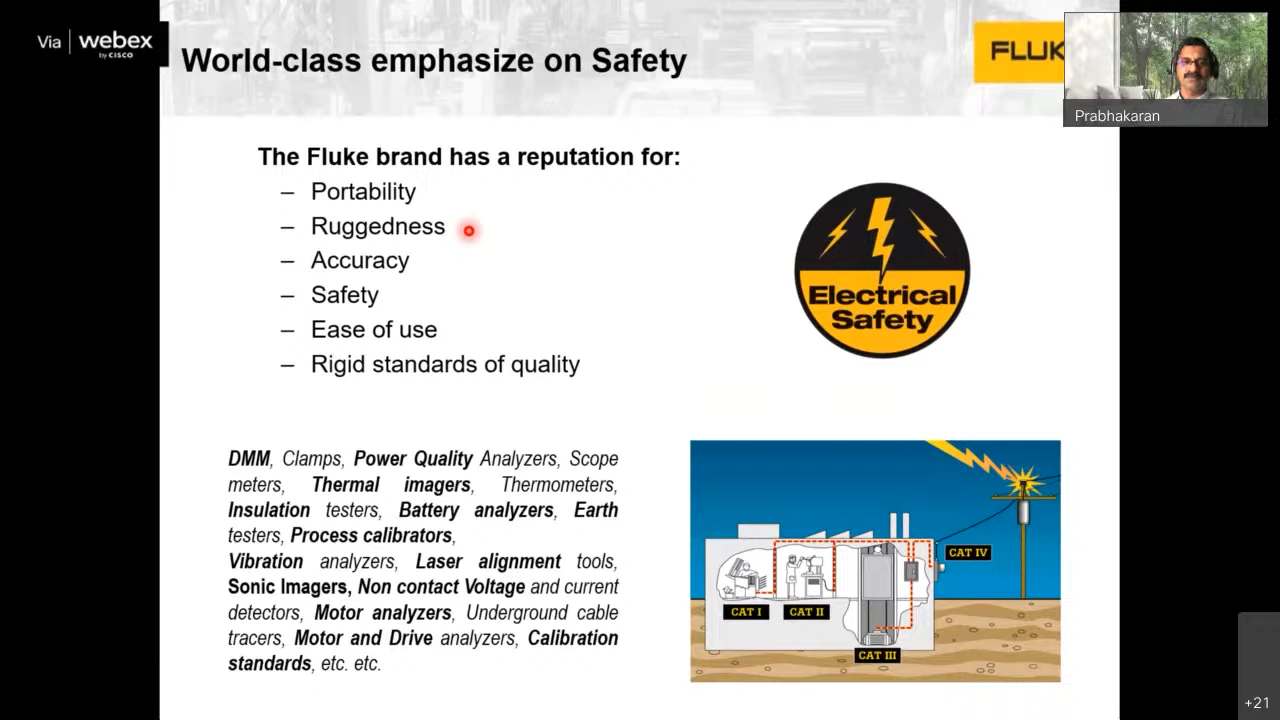 Via | webex
by CISCO
World-class emphasize on Safety
FLUK
Prabhakaran
The Fluke brand has a reputation for:
– Portability
– Ruggedness
– Accuracy
– Safety
– Ease of use
– Rigid standards of quality
Electrical
Safety
DMM, Clamps, Power Quality Analyzers, Scope
meters, Thermal imagers, Thermometers,
Insulation testers, Battery analyzers, Earth
testers, Process calibrators,
Vibration analyzers, Laser alignment tools,
Sonic Imagers, Non contact Voltage and current
detectors, Motor analyzers, Underground cable
tracers, Motor and Drive analyzers, Calibration
standards, etc. etc.
CAT IV
CAT I
CAT II
CAT III
+21